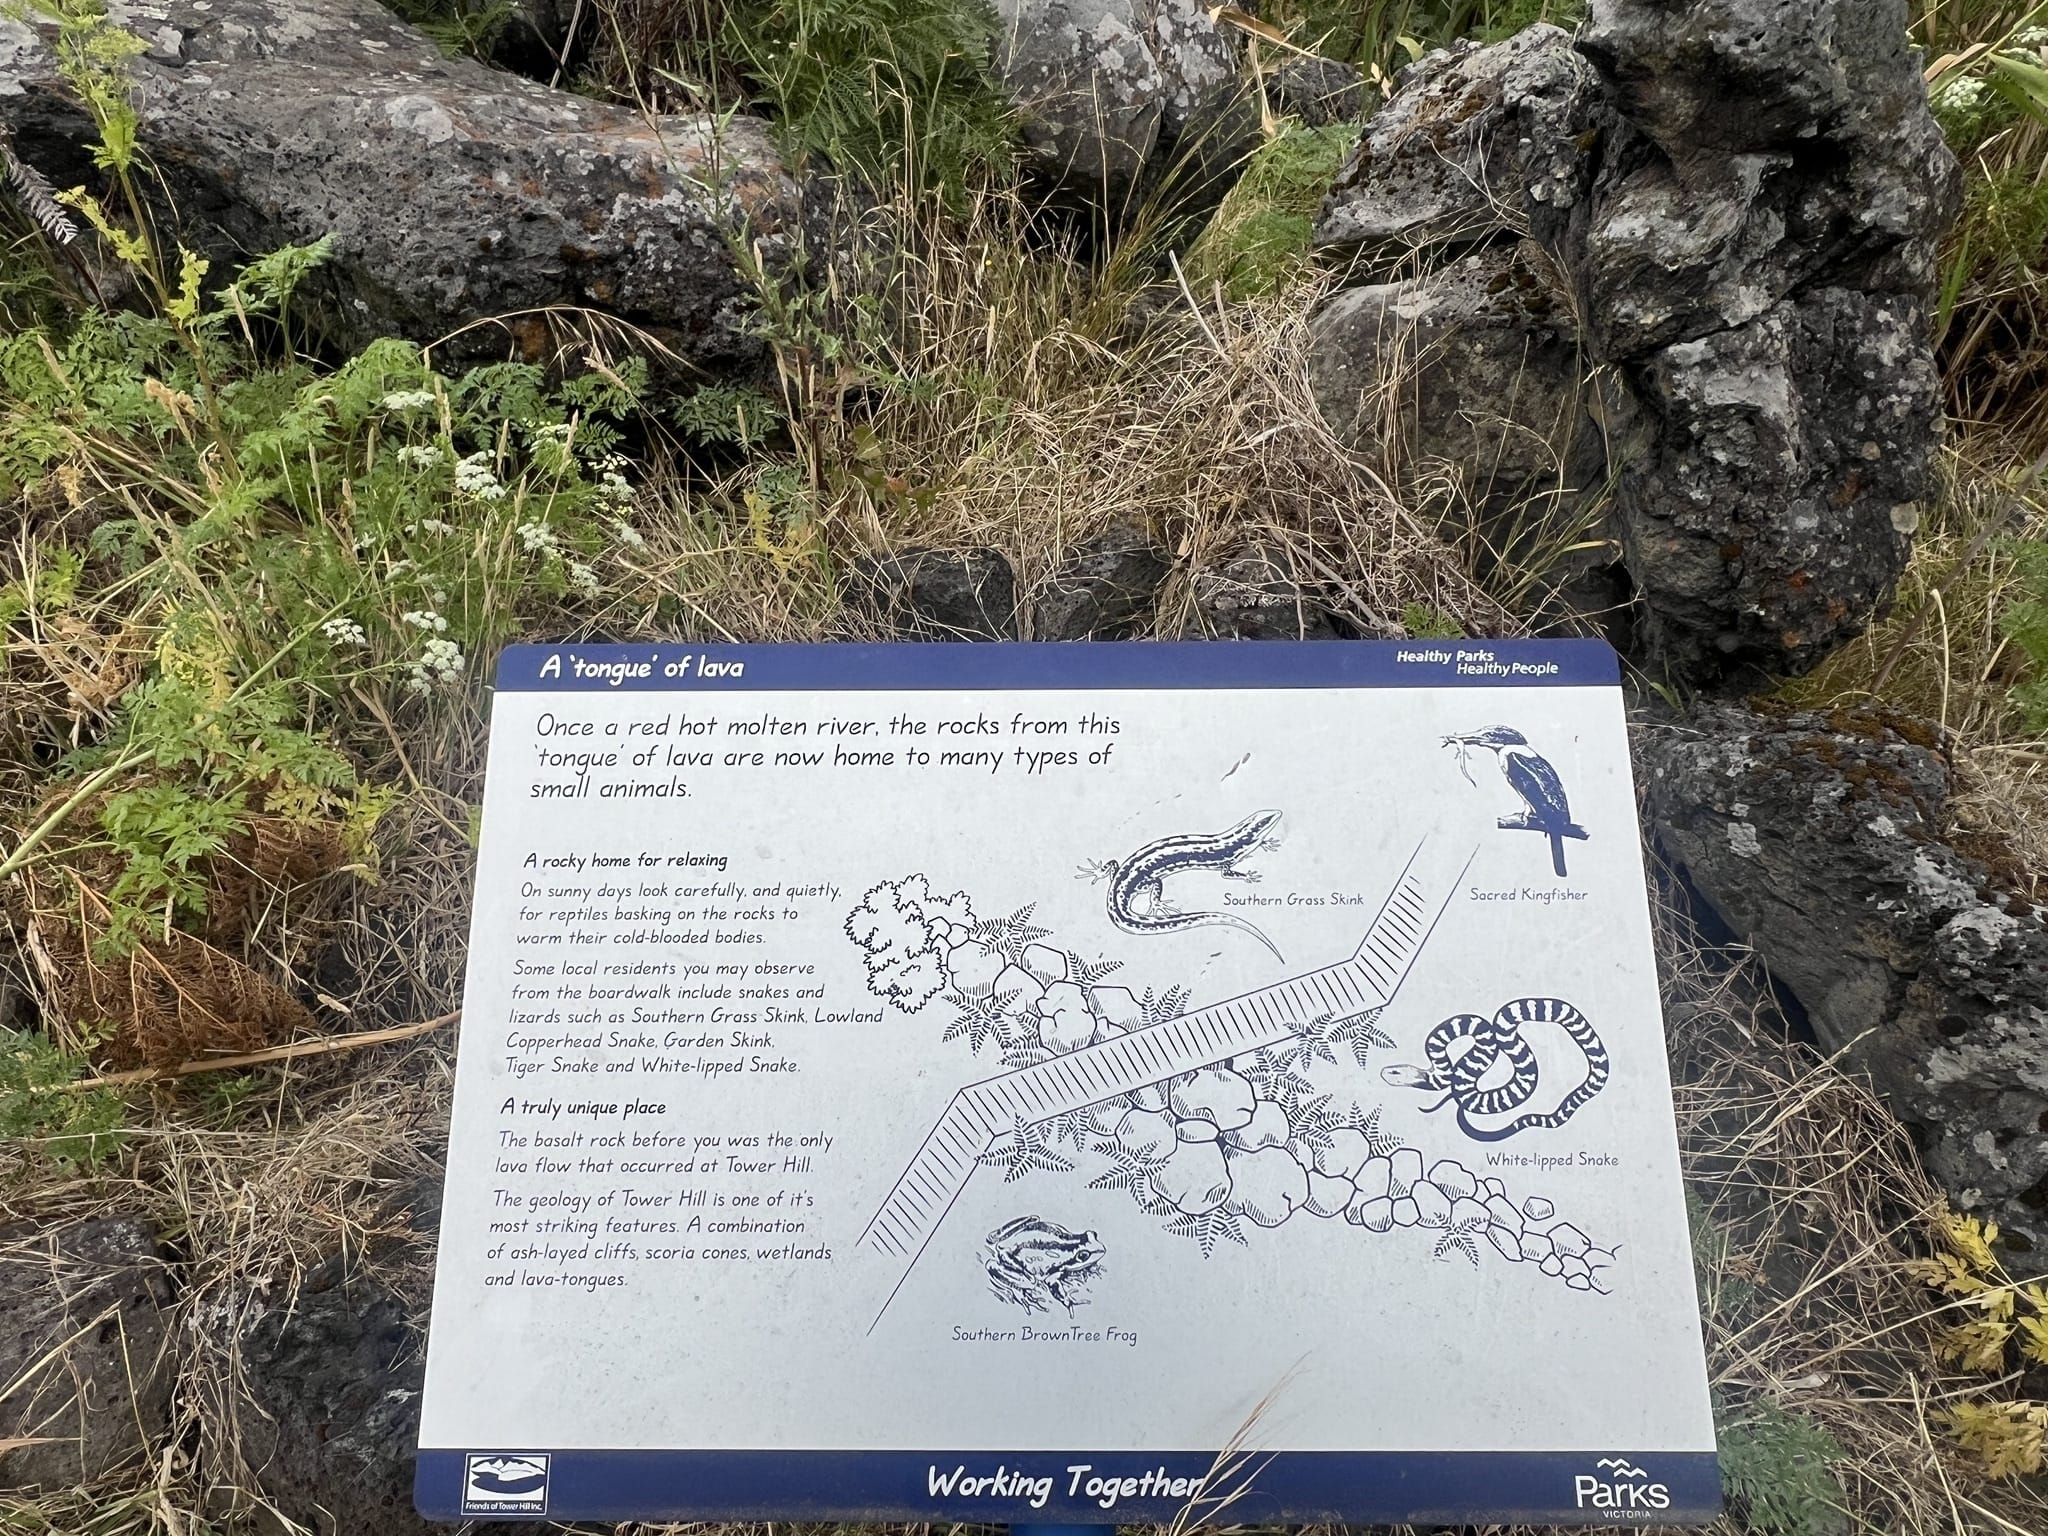 A 'tongue' of lava
Healthy Parks
Healthy People
Once a red hot molten river, the rocks from this
'tongue' of lava are now home to many types of
small animals.
A rocky home for relaxing
On sunny days look carefully, and quietly,
for reptiles basking on the rocks to
warm their cold-blooded bodies.
Some local residents you may observe
from the boardwalk include snakes and
lizards such as Southern Grass Skink, Lowland
Copperhead Snake, Garden Skink,
Tiger Snake and White-lipped Snake.
A truly unique place
The basalt rock before you was the only
lava flow that occurred at Tower Hill.
The geology of Tower Hill is one of it's
most striking features. A combination
of ash-layed cliffs, scoria cones, wetlands
and lava-tongues.
Southern Grass Skink
Sacred Kingfisher
White-lipped Snake
Southern BrownTree Frog
Friends of Tower Hill Inc.
Working Together
Parks
VICTORIA